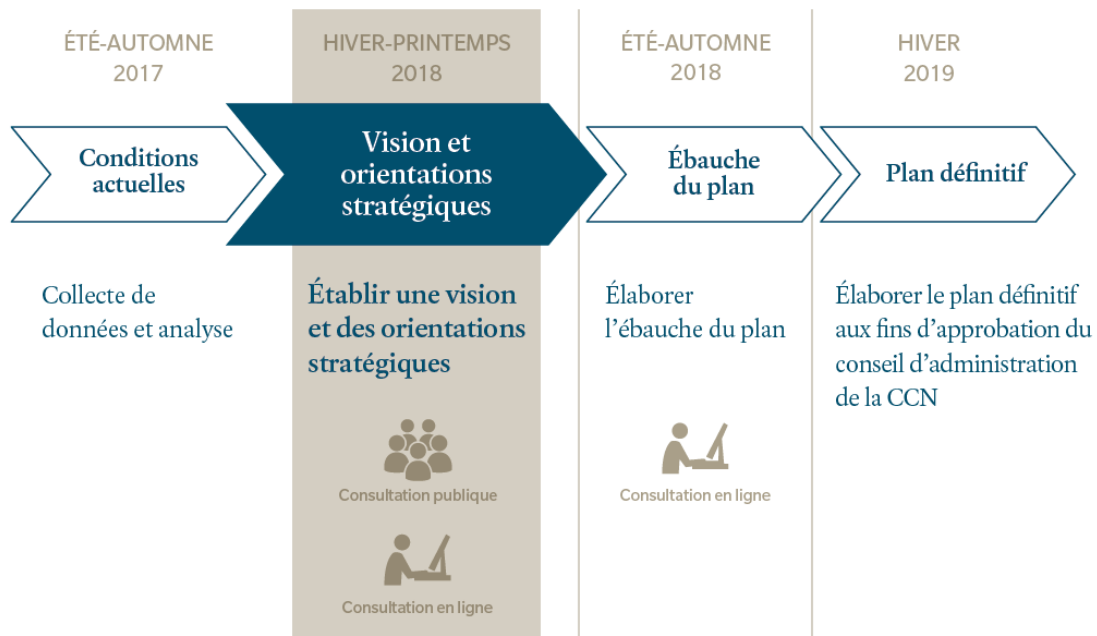 ÉTÉ-AUTOMNE
2017
HIVER-PRINTEMPS
2018
ÉTÉ-AUTOMNE
2018
HIVER
2019
Conditions
actuelles
Vision et
orientations
stratégiques
Ébauche
du plan
Plan définitif
Collecte de
données et analyse
Établir une vision
et des orientations
stratégiques
Élaborer
l’ébauche du plan
Élaborer le plan définitif
aux fins d’approbation du
conseil d’administration
de la CCN
Consultation publique
Consultation en ligne
Consultation en ligne